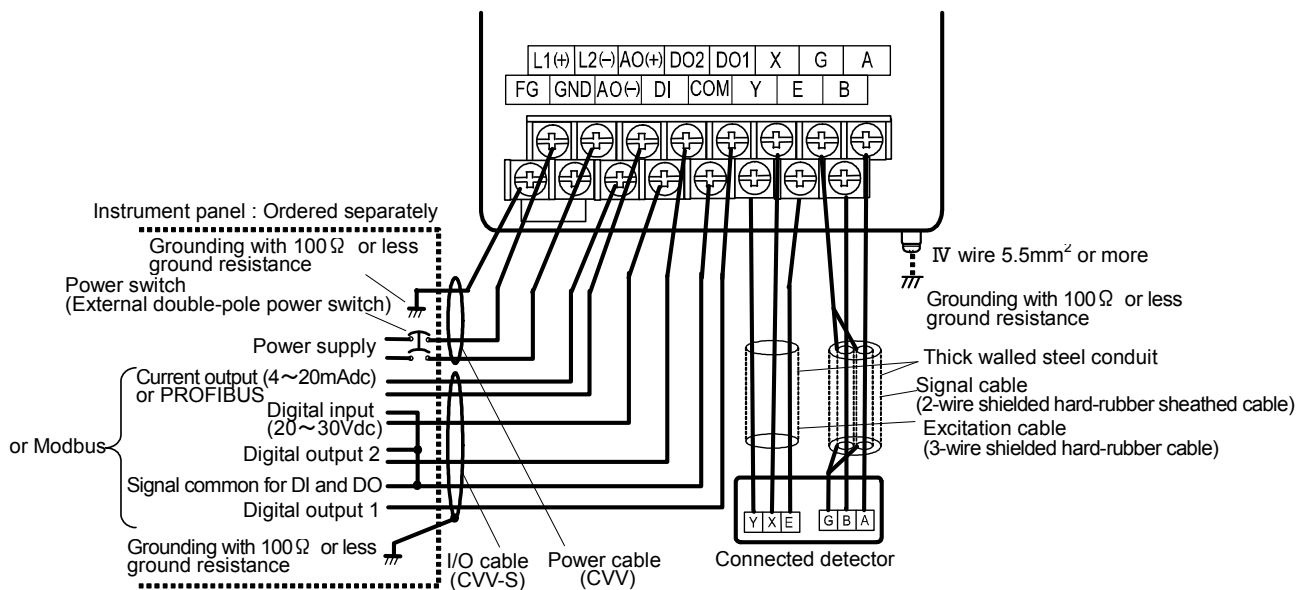 L1(+) L2(-) AO(+) DO2 DO1 X G A
FG GND AO(-) DI COM Y E B
Instrument panel : Ordered separately
Grounding with 100Ω or less
ground resistance
Power switch
(External double-pole power switch)
Power supply
Current output (4～20mAdc)
or PROFIBUS
Digital input
(20～30Vdc)
or Modbus
Digital output 2
Signal common for DI and DO
Digital output 1
Grounding with 100Ω or less
ground resistance
I/O cable
(CVV-S)
Power cable
(CVV)
IV wire 5.5mm² or more
Grounding with 100Ω or less
ground resistance
Thick walled steel conduit
Signal cable
(2-wire shielded hard-rubber sheathed cable)
Excitation cable
(3-wire shielded hard-rubber cable)
Y X E G B A
Connected detector